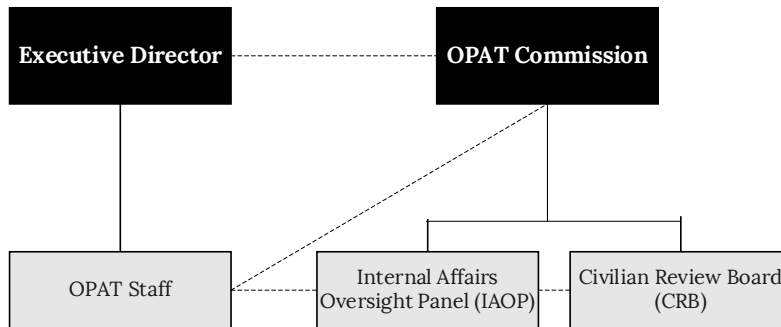 Executive Director
OPAT Commission
OPAT Staff
Internal Affairs
Oversight Panel (IAOP)
Civilian Review Board
(CRB)